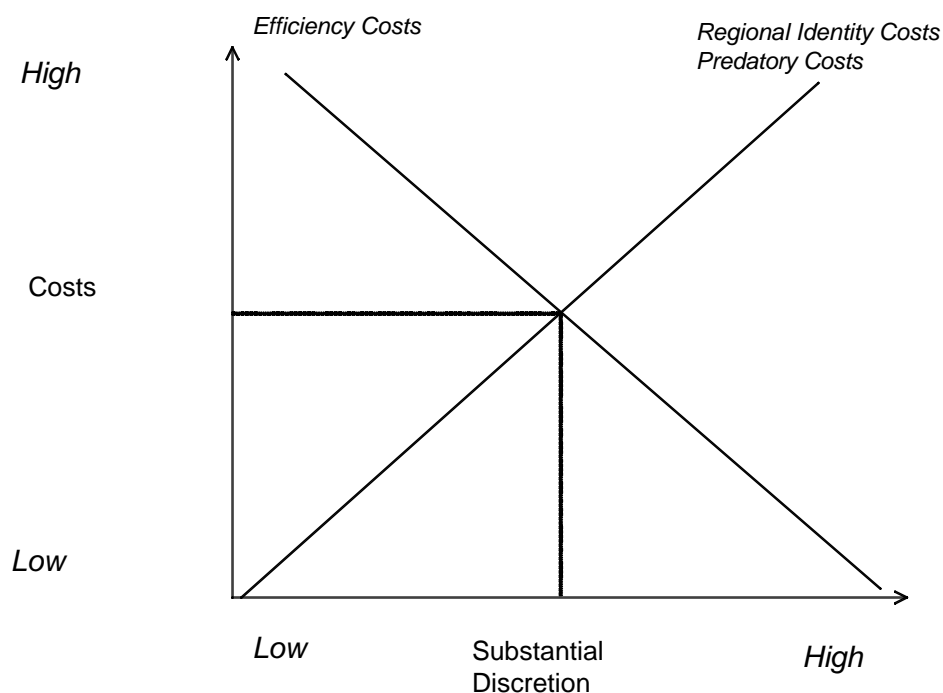 Efficiency Costs
Regional Identity Costs
Predatory Costs
High
Costs
Low
Low
Substantial
Discretion
High